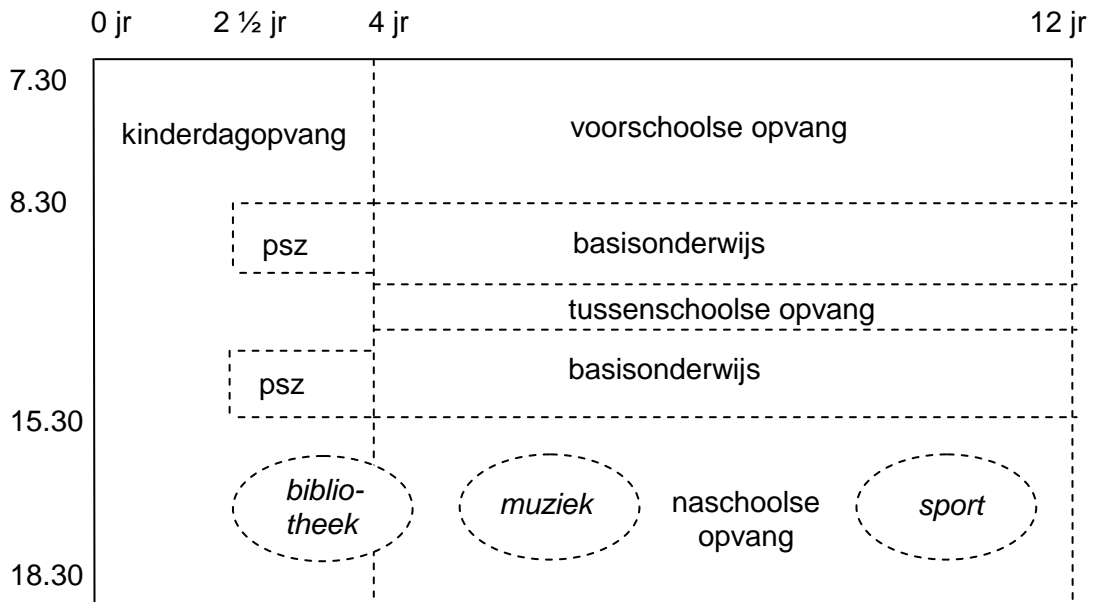 0 jr 2 ½ jr 4 jr 12 jr
7.30
kinderdagopvang voorschoolse opvang
8.30
psz basisonderwijs
tussenschoolse opvang
psz basisonderwijs
15.30
biblio-
theek
muziek
naschoolse
opvang
sport
18.30